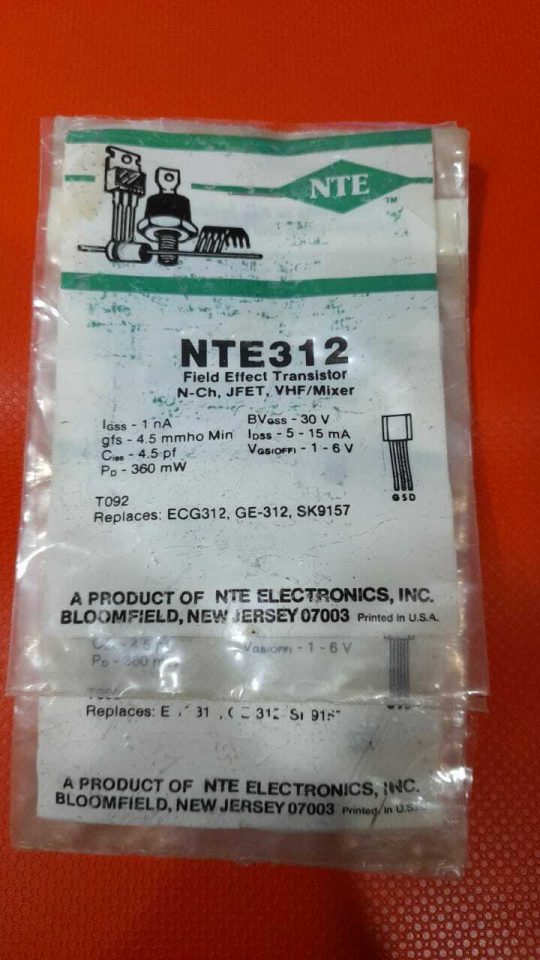 NTE
TM
NTE312
Field Effect Transistor
N-Ch, JFET, VHF/Mixer
IGSS - 1 nA
gfs - 4.5 mmho Min
Ciss - 4.5 pf
PD - 360 mW
BVGSS - 30 V
IDSS - 5 - 15 mA
VGS(OFF) - 1 - 6 V
G S D
T092
Replaces: ECG312, GE-312, SK9157
A PRODUCT OF NTE ELECTRONICS, INC.
BLOOMFIELD, NEW JERSEY 07003 Printed in U.S.A.
PD - 360 m
VGS(OFF) - 1 - 6 V
Replaces:
A PRODUCT OF NTE ELECTRONICS, INC.
BLOOMFIELD, NEW JERSEY 07003 Printed in U.S.